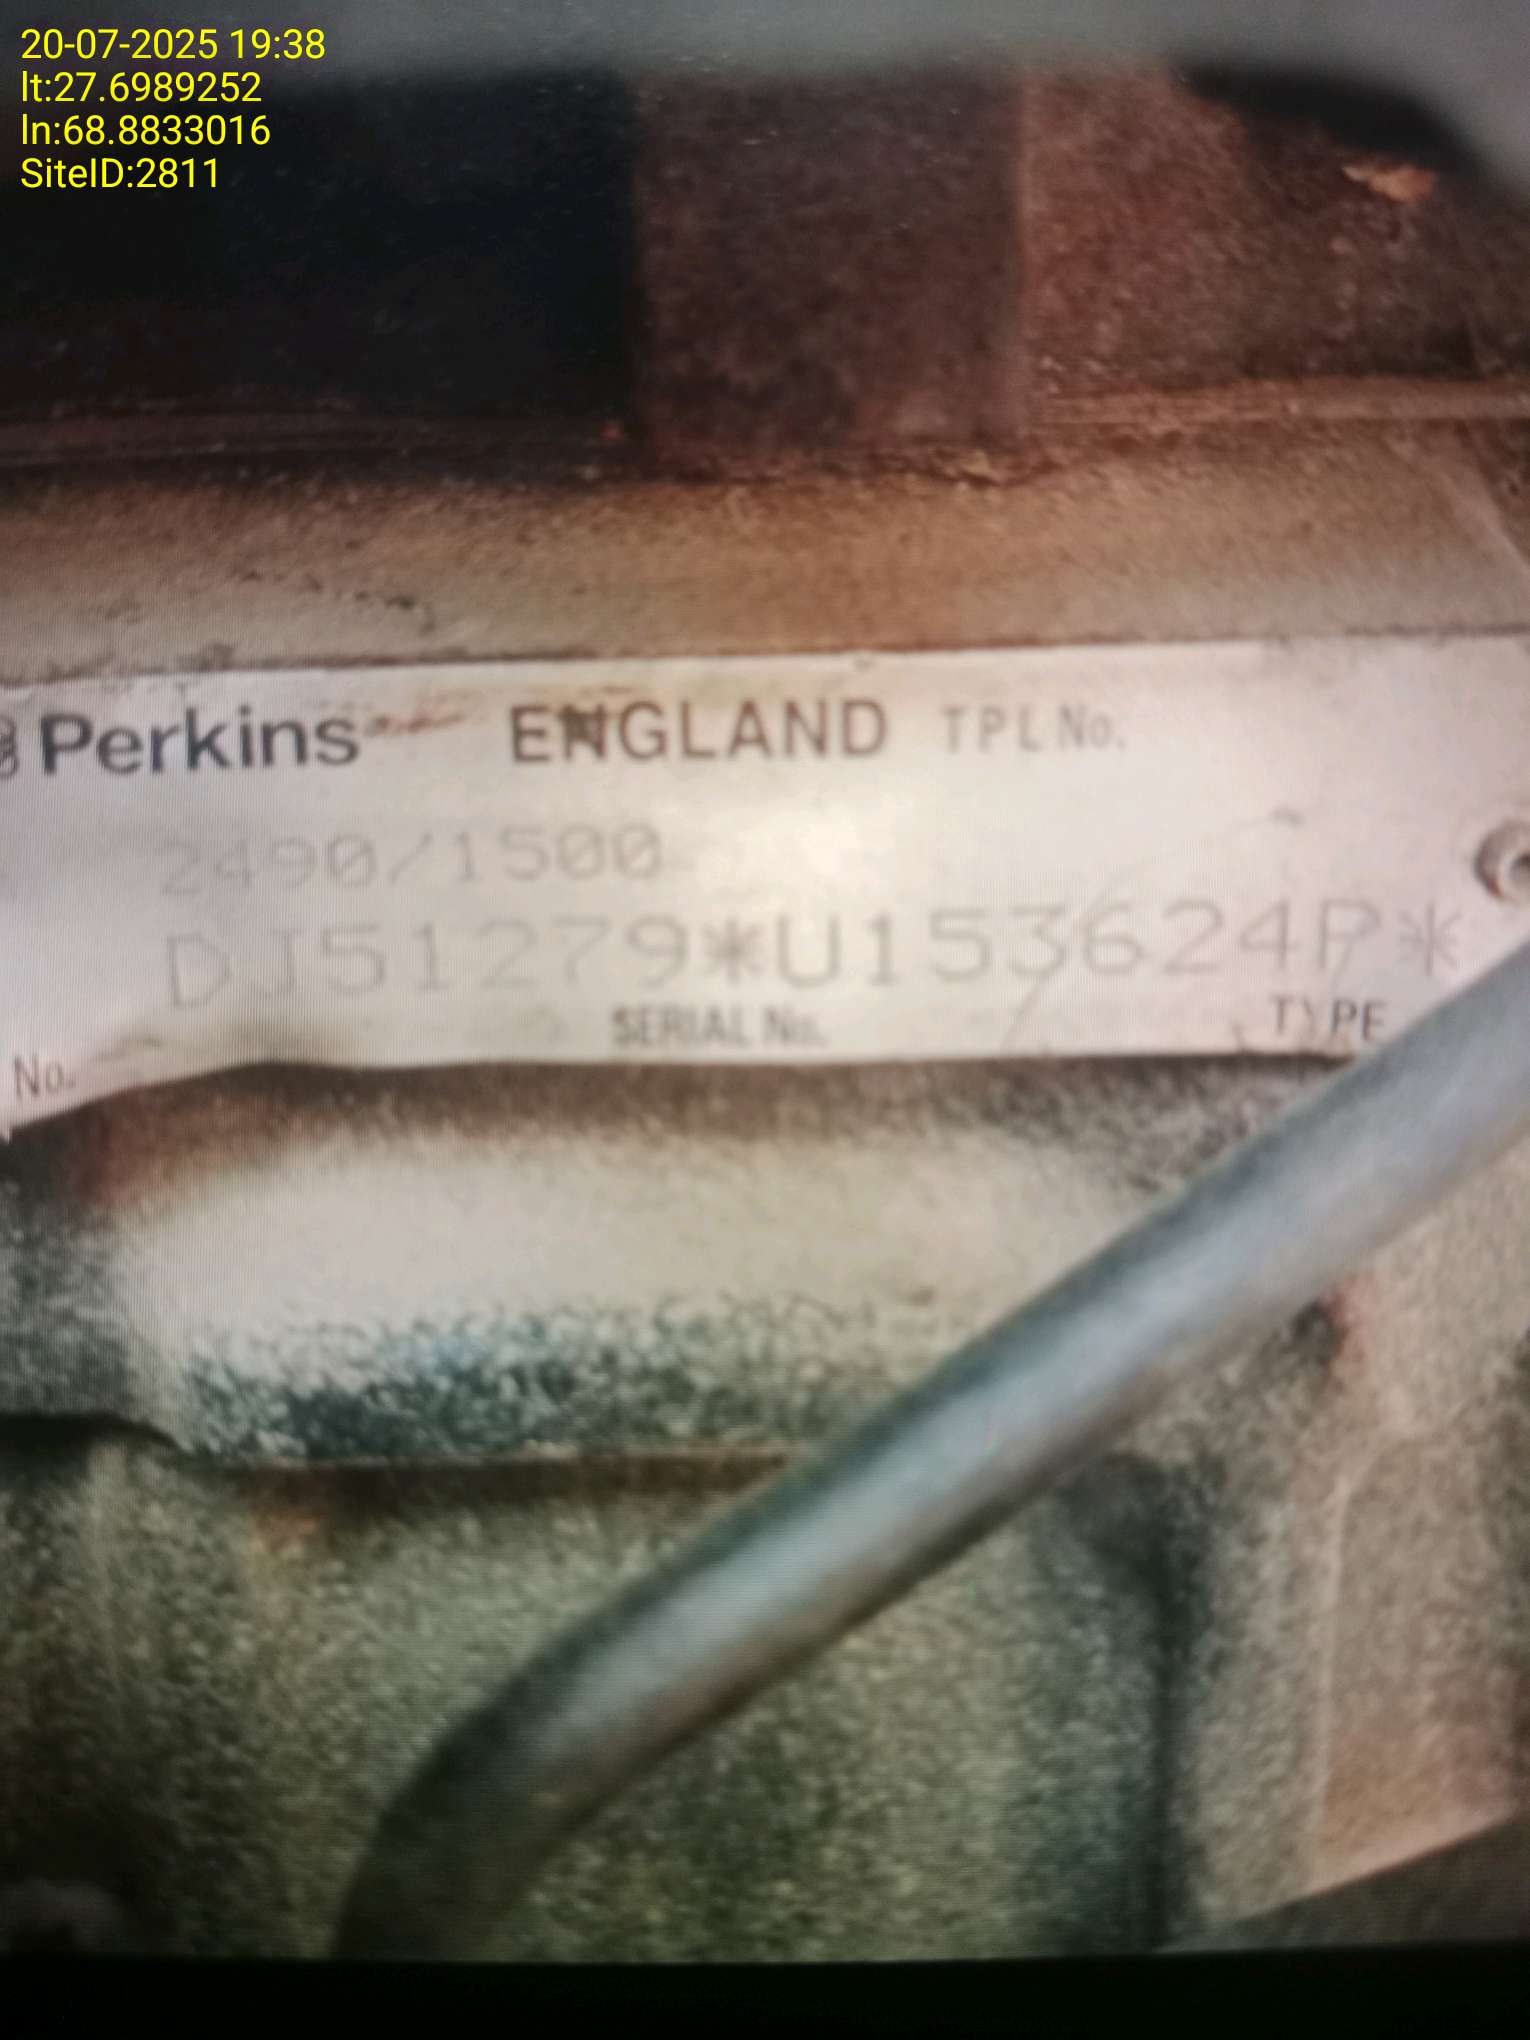 20-07-2025 19:38
lt:27.6989252
ln:68.8833016
SiteID:2811
Perkins ENGLAND TPL No.
2490/1500
DJ51279*U153624P*
No. SERIAL No. TYPE